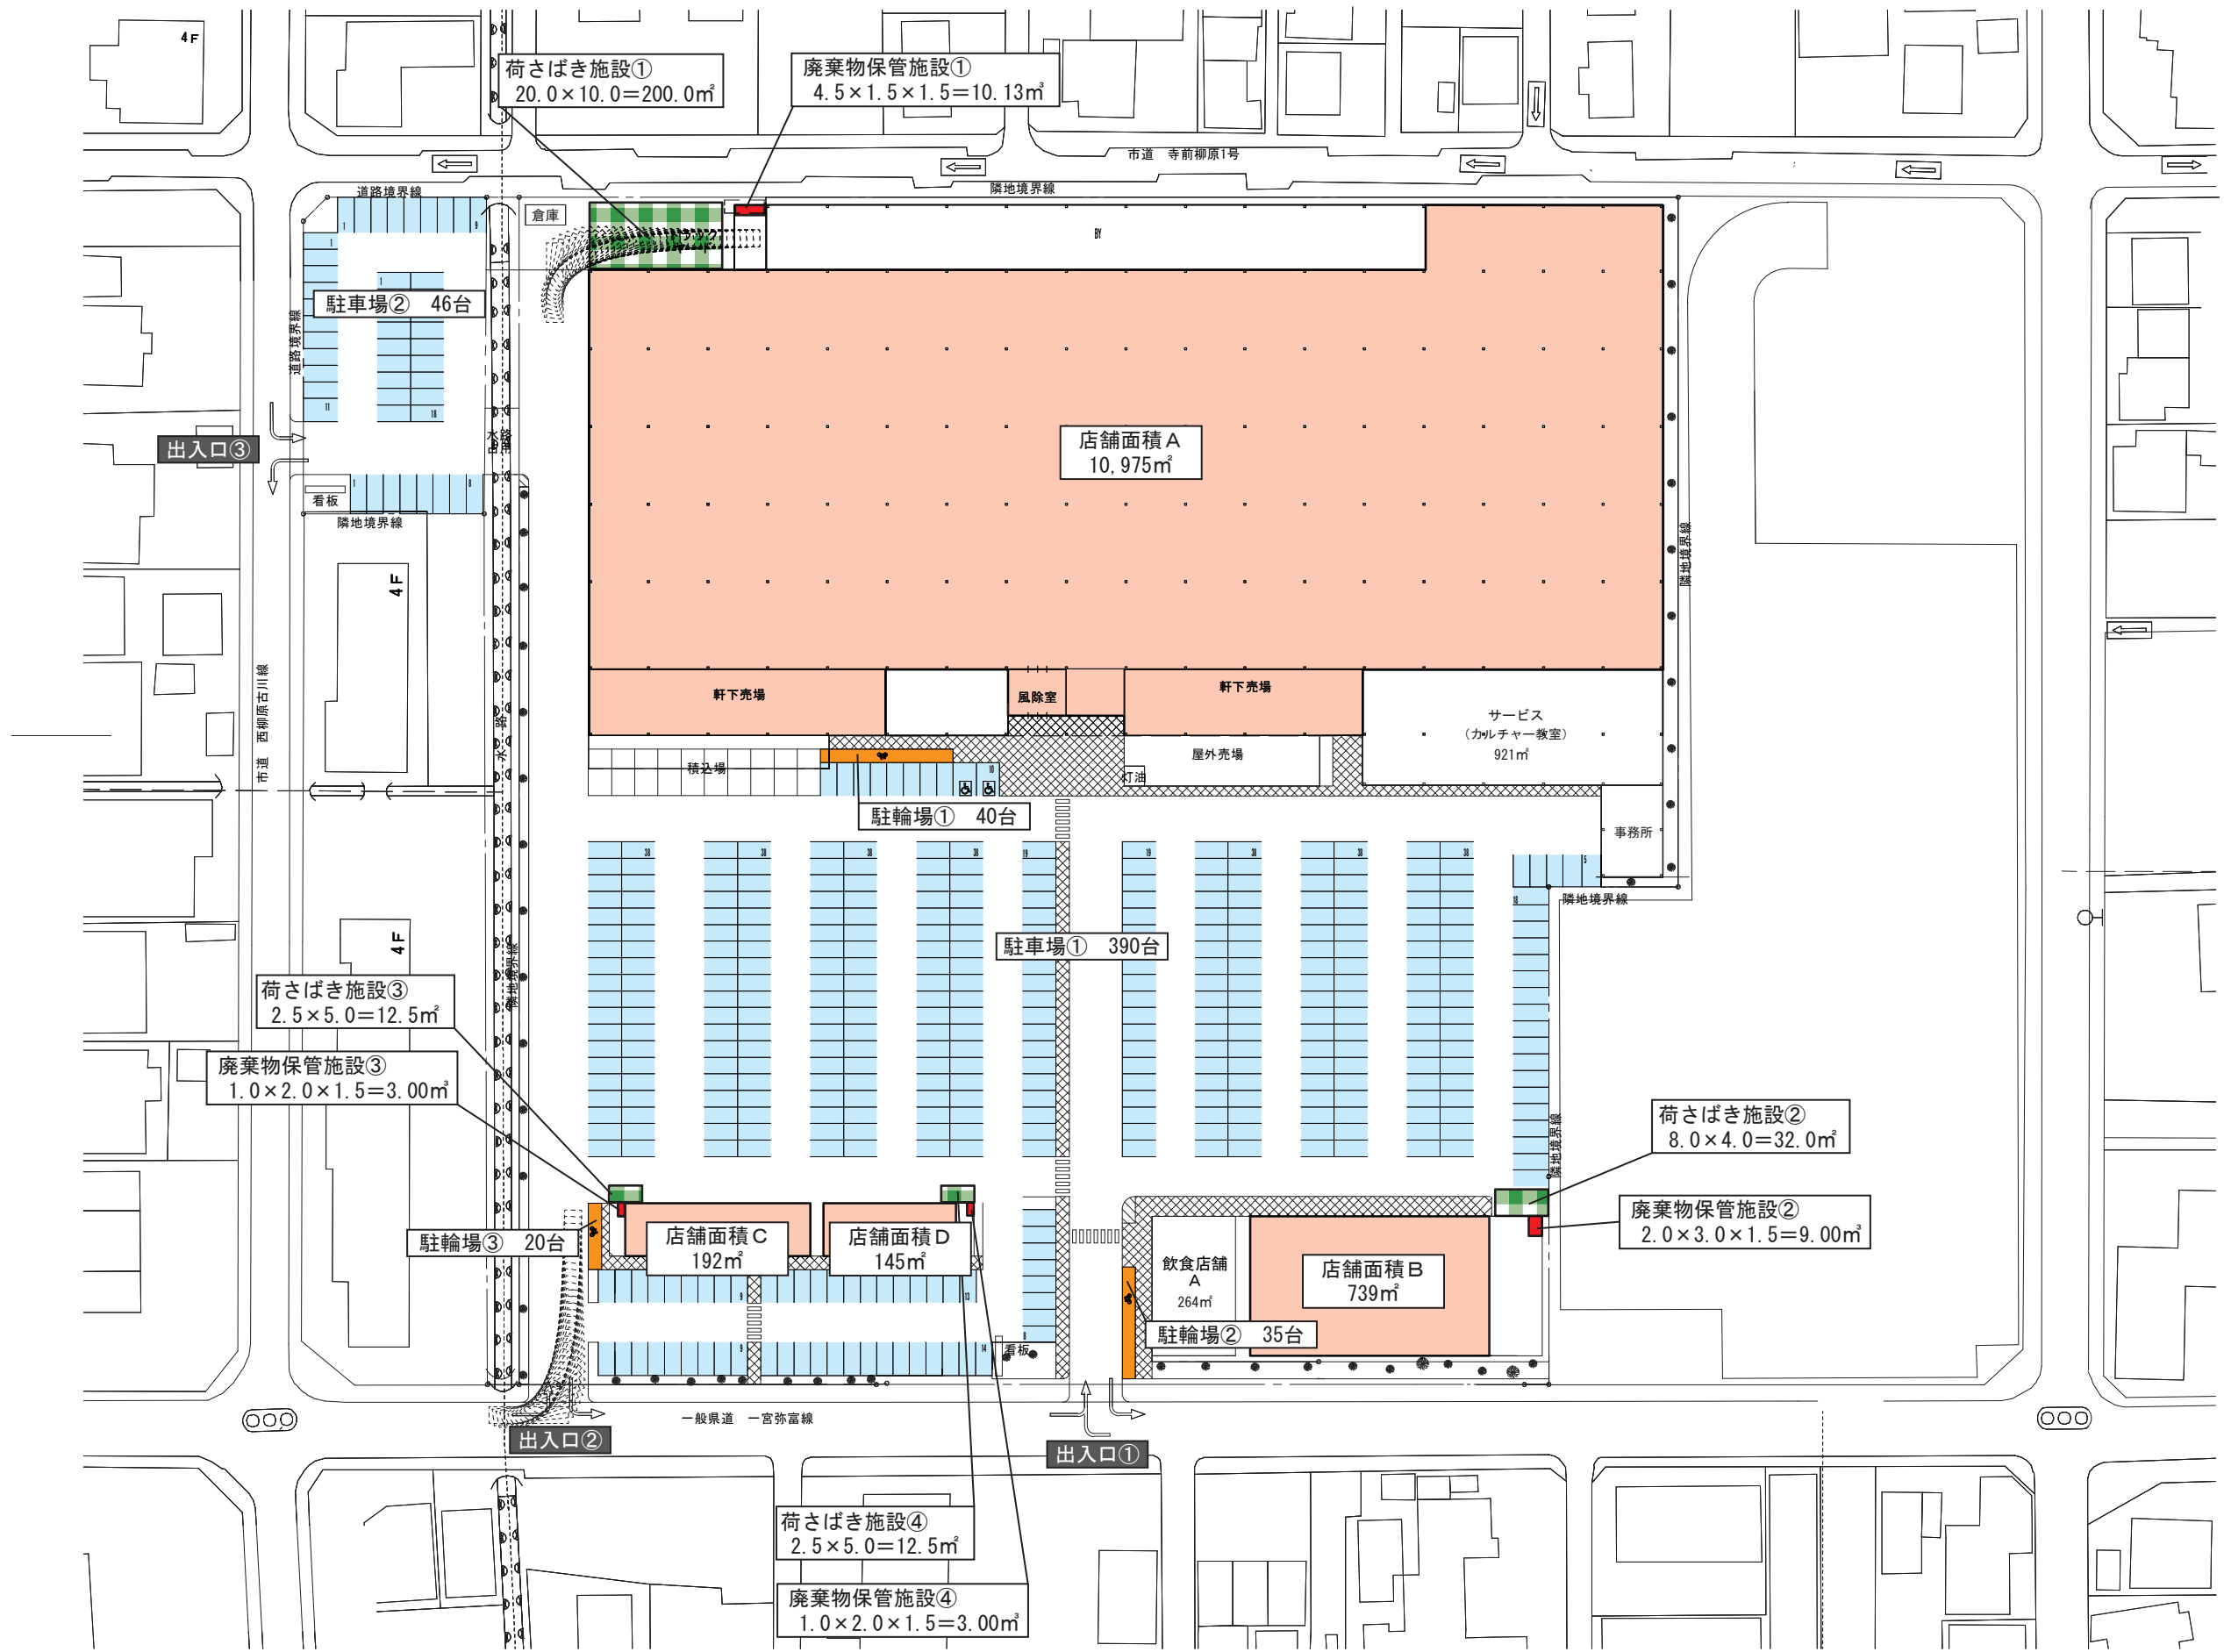 4F
荷さばき施設①
20.0×10.0=200.0㎡
廃棄物保管施設①
4.5×1.5×1.5=10.13㎥
市道 寺前柳原1号
道路境界線
隣地境界線
倉庫
BY
駐車場② 46台
道路境界線
水路
店舗面積A
10,975㎡
出入口③
看板
隣地境界線
隣地境界線
4F
市道 西柳原古川線
水路
軒下売場
風除室
軒下売場
サービス
(カルチャー教室)
921㎡
積込場
屋外売場
灯油
駐輪場① 40台
事務所
隣地境界線
駐車場① 390台
4F
隣地境界線
荷さばき施設③
2.5×5.0=12.5㎡
廃棄物保管施設③
1.0×2.0×1.5=3.00㎥
荷さばき施設②
8.0×4.0=32.0㎡
隣地境界線
廃棄物保管施設②
2.0×3.0×1.5=9.00㎥
駐輪場③ 20台
店舗面積C
192㎡
店舗面積D
145㎡
飲食店舗
A
264㎡
店舗面積B
739㎡
駐輪場② 35台
看板
一般県道 一宮弥富線
出入口②
出入口①
荷さばき施設④
2.5×5.0=12.5㎡
廃棄物保管施設④
1.0×2.0×1.5=3.00㎥